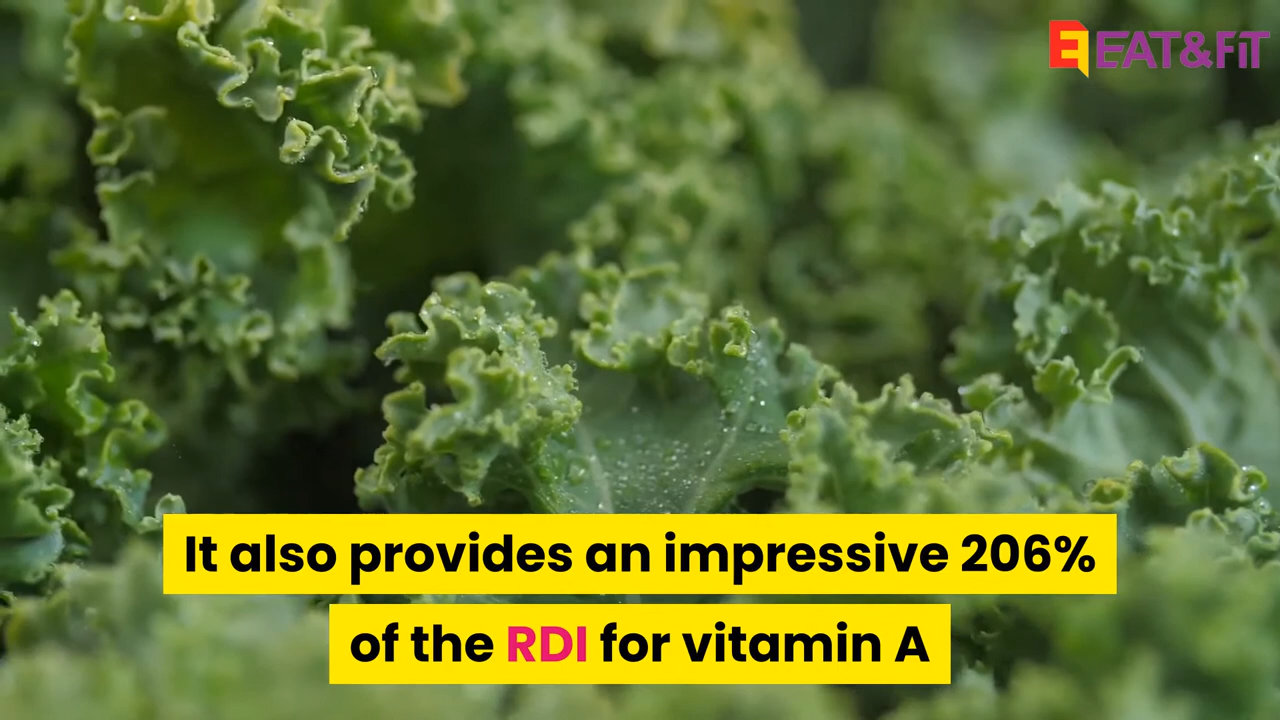 EAT&FiT
It also provides an impressive 206%
of the RDI for vitamin A